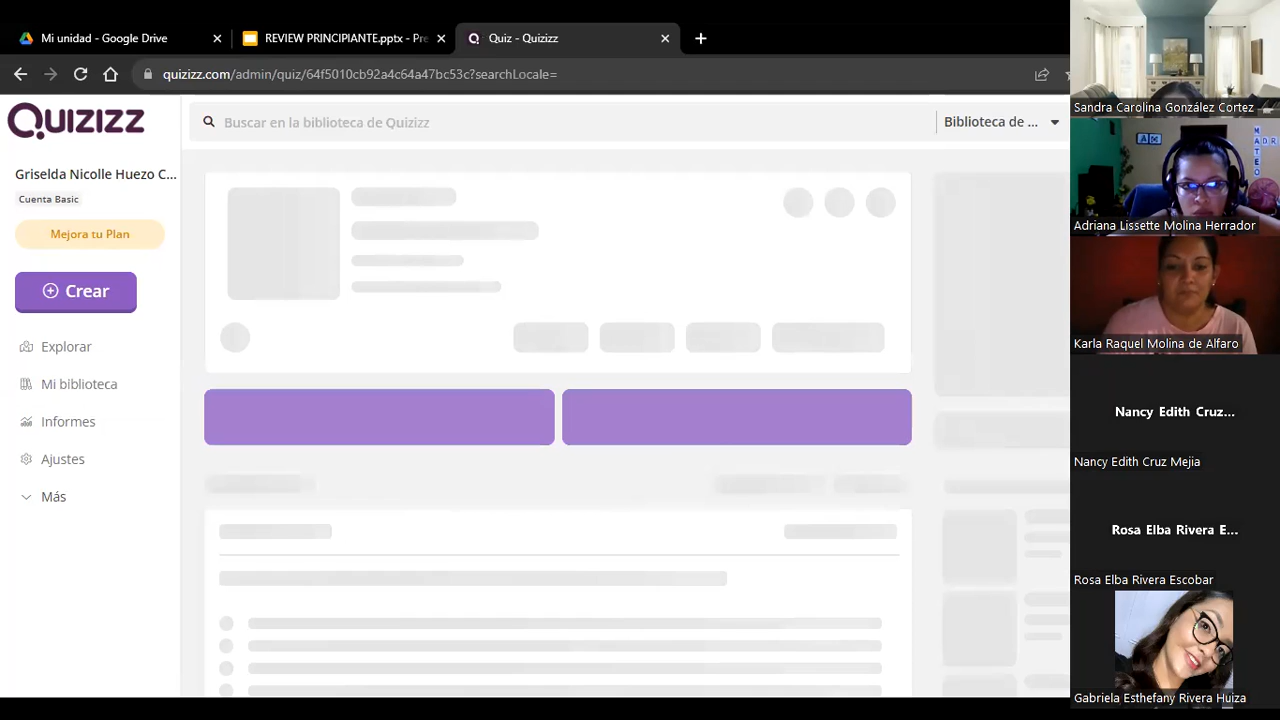 Mi unidad - Google Drive
REVIEW PRINCIPIANTE.pptx - Pre
Quiz - Quizizz
quizizz.com/admin/quiz/64f5010cb92a4c64a47bc53c?searchLocale=
Quizizz
Buscar en la biblioteca de Quizizz
Biblioteca de ...
Griselda Nicolle Huezo C...
Cuenta Basic
Mejora tu Plan
Crear
Explorar
Mi biblioteca
Informes
Ajustes
Más
Sandra Carolina González Cortez
Adriana Lissette Molina Herrador
Karla Raquel Molina de Alfaro
Nancy Edith Cruz...
Nancy Edith Cruz Mejia
Rosa Elba Rivera E...
Rosa Elba Rivera Escobar
Gabriela Esthefany Rivera Huiza